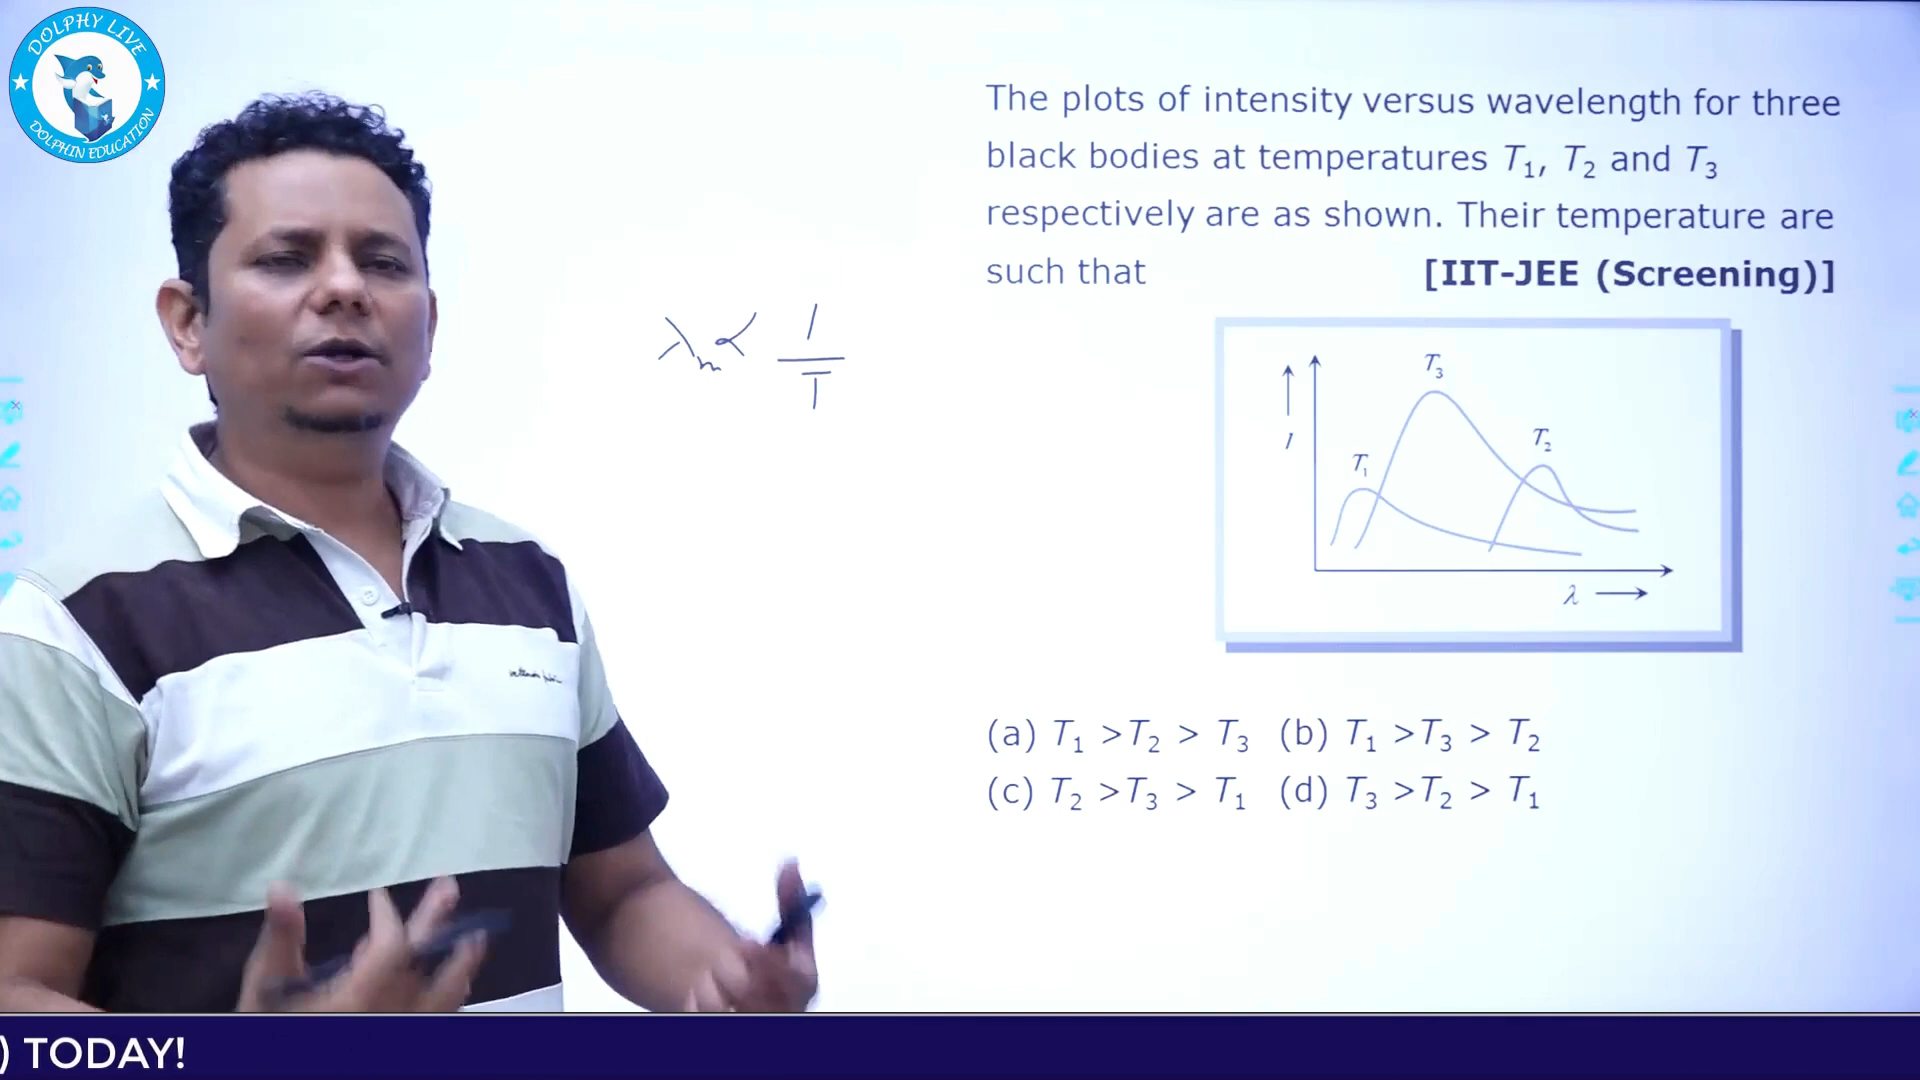 DOLPHY LIVE
DOLPHIN EDUCATION
The plots of intensity versus wavelength for three
black bodies at temperatures T₁, T₂ and T₃
respectively are as shown. Their temperature are
such that [IIT-JEE (Screening)]
λₘ ∝ 1/T
T₃
T₂
T₁
I
λ
(a) T₁ >T₂ > T₃ (b) T₁ >T₃ > T₂
(c) T₂ >T₃ > T₁ (d) T₃ >T₂ > T₁
) TODAY!